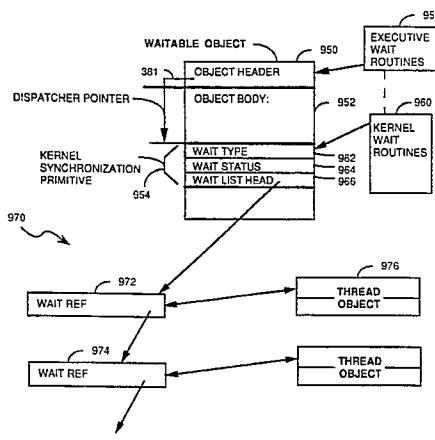 WAITABLE OBJECT
950
95
EXECUTIVE
WAIT
ROUTINES
381
OBJECT HEADER
DISPATCHER POINTER
OBJECT BODY:
952
960
KERNEL
WAIT
ROUTINES
KERNEL
SYNCHRONIZATION
PRIMITIVE
954
WAIT TYPE
962
WAIT STATUS
964
WAIT LIST HEAD
966
970
972
WAIT REF
976
THREAD
OBJECT
974
WAIT REF
THREAD
OBJECT